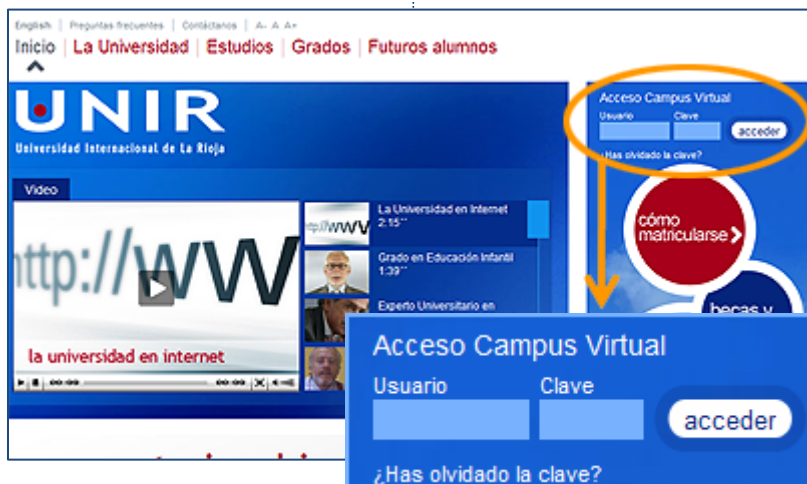 English | Preguntas frecuentes | Contáctanos | A- A A+
Inicio | La Universidad | Estudios | Grados | Futuros alumnos
UNIR
Universidad Internacional de La Rioja
Acceso Campus Virtual
Usuario Clave
acceder
¿Has olvidado la clave?
Video
http://WW
la universidad en internet
La Universidad en Internet
2:15''
Grado en Educación Infantil
1:39''
Experto Universitario en
cómo
matricularse
becas y
Acceso Campus Virtual
Usuario Clave
acceder
¿Has olvidado la clave?